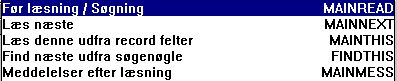 Før læsning / Søgning MAINREAD
Læs næste MAINNEXT
Læs denne udfra record felter MAINTHIS
Find næste udfra søgenøgle FINDTHIS
Meddelelser efter læsning MAINMESS